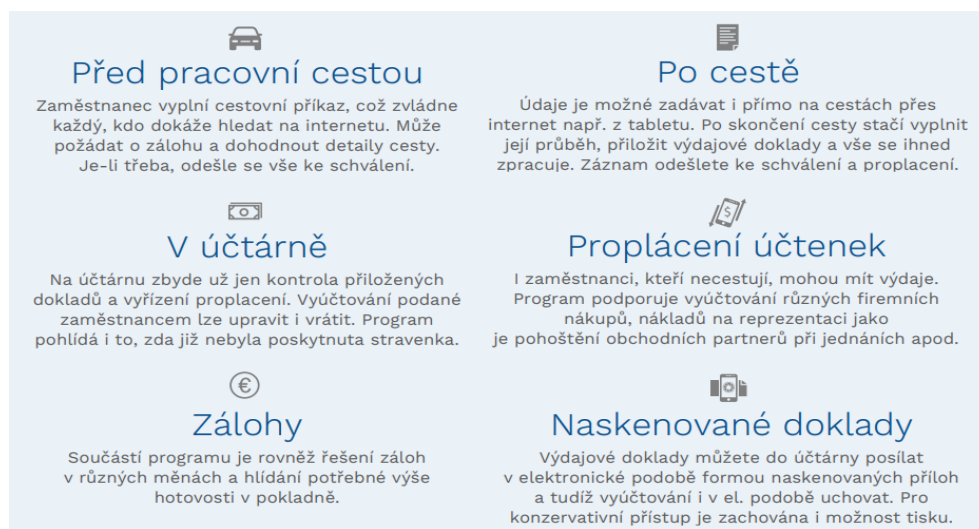 Před pracovní cestou
Zaměstnanec vyplní cestovní příkaz, což zvládne
každý, kdo dokáže hledat na internetu. Může
požádat o zálohu a dohodnout detaily cesty.
Je-li třeba, odešle se vše ke schválení.
Po cestě
Údaje je možné zadávat i přímo na cestách přes
internet např. z tabletu. Po skončení cesty stačí vyplnit
její průběh, přiložit výdajové doklady a vše se ihned
zpracuje. Záznam odešlete ke schválení a proplacení.
V účtárně
Na účtárnu zbyde už jen kontrola přiložených
dokladů a vyřízení proplacení. Vyúčtování podané
zaměstnancem lze upravit i vrátit. Program
pohlídá i to, zda již nebyla poskytnuta stravenka.
Proplácení účtenek
I zaměstnanci, kteří necestují, mohou mít výdaje.
Program podporuje vyúčtování různých firemních
nákupů, nákladů na reprezentaci jako
je pohoštění obchodních partnerů při jednáních apod.
Zálohy
Součástí programu je rovněž řešení záloh
v různých měnách a hlídání potřebné výše
hotovosti v pokladně.
Naskenované doklady
Výdajové doklady můžete do účtárny posílat
v elektronické podobě formou naskenovaných příloh
a tudíž vyúčtování i v el. podobě uchovat. Pro
konzervativní přístup je zachována i možnost tisku.